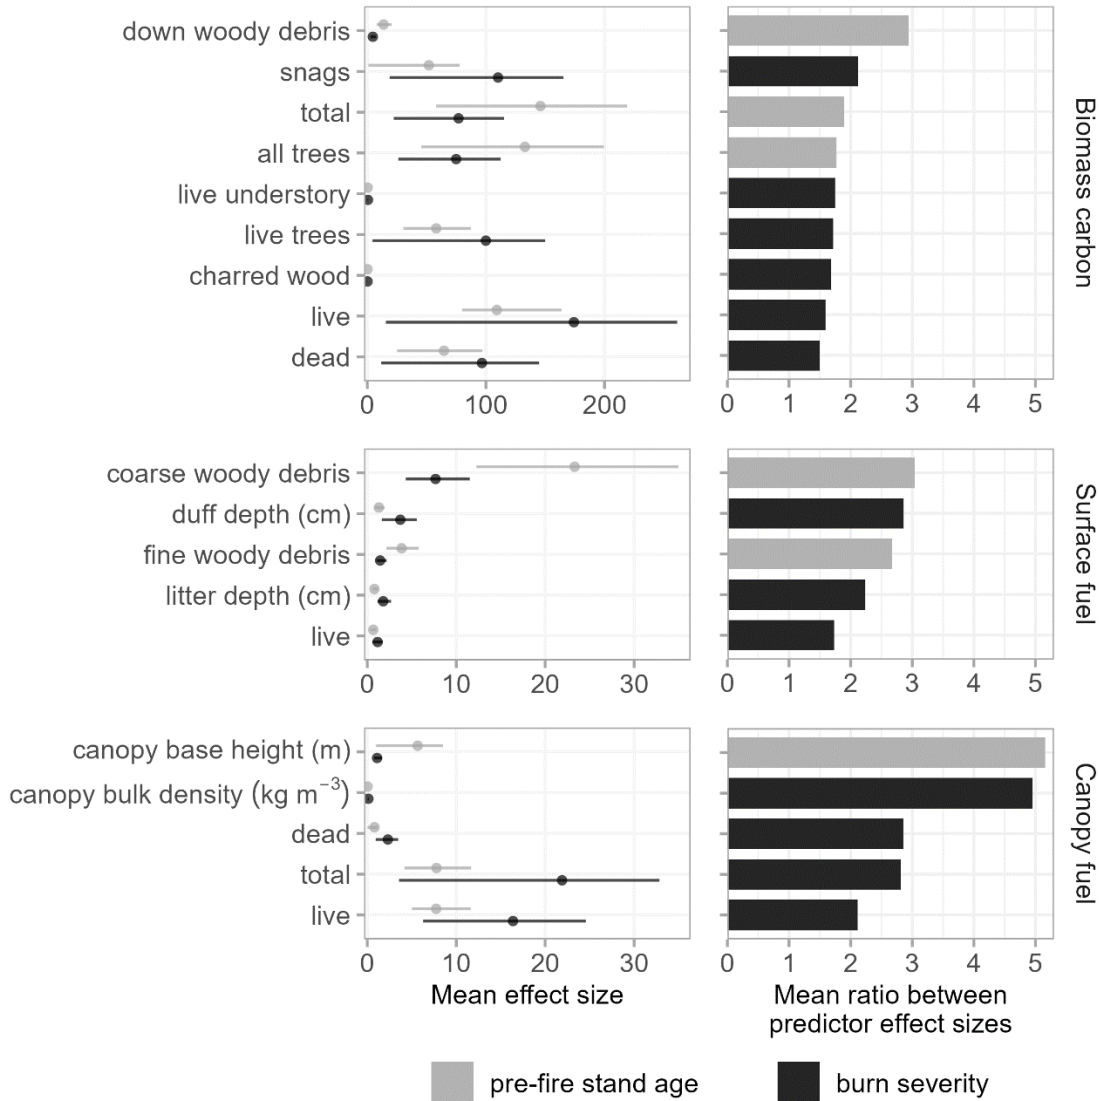 down woody debris
snags
total
all trees
live understory
live trees
charred wood
live
dead
0 100 200
0 1 2 3 4 5
Biomass carbon
coarse woody debris
duff depth (cm)
fine woody debris
litter depth (cm)
live
0 10 20 30
0 1 2 3 4 5
Surface fuel
canopy base height (m)
canopy bulk density (kg m⁻³)
dead
total
live
0 10 20 30
0 1 2 3 4 5
Canopy fuel
Mean effect size
Mean ratio between
predictor effect sizes
pre-fire stand age
burn severity